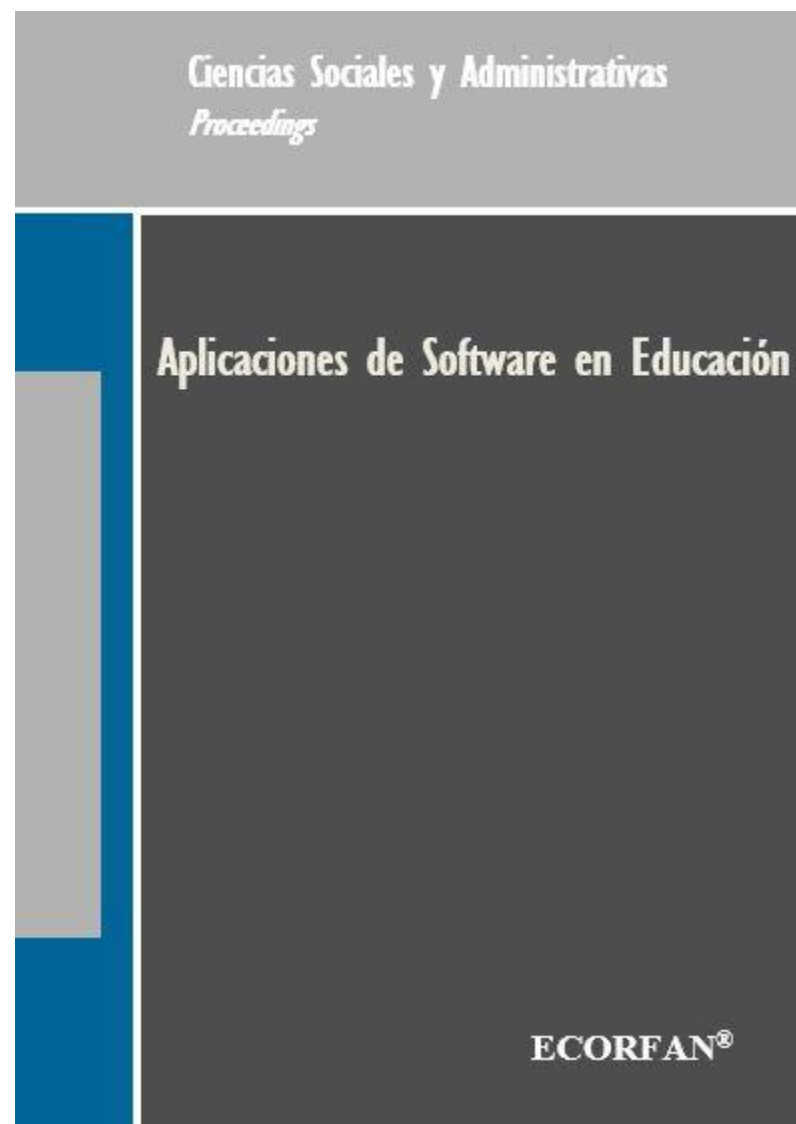 Ciencias Sociales y Administrativas
Proceedings
Aplicaciones de Software en Educación
ECORFAN®